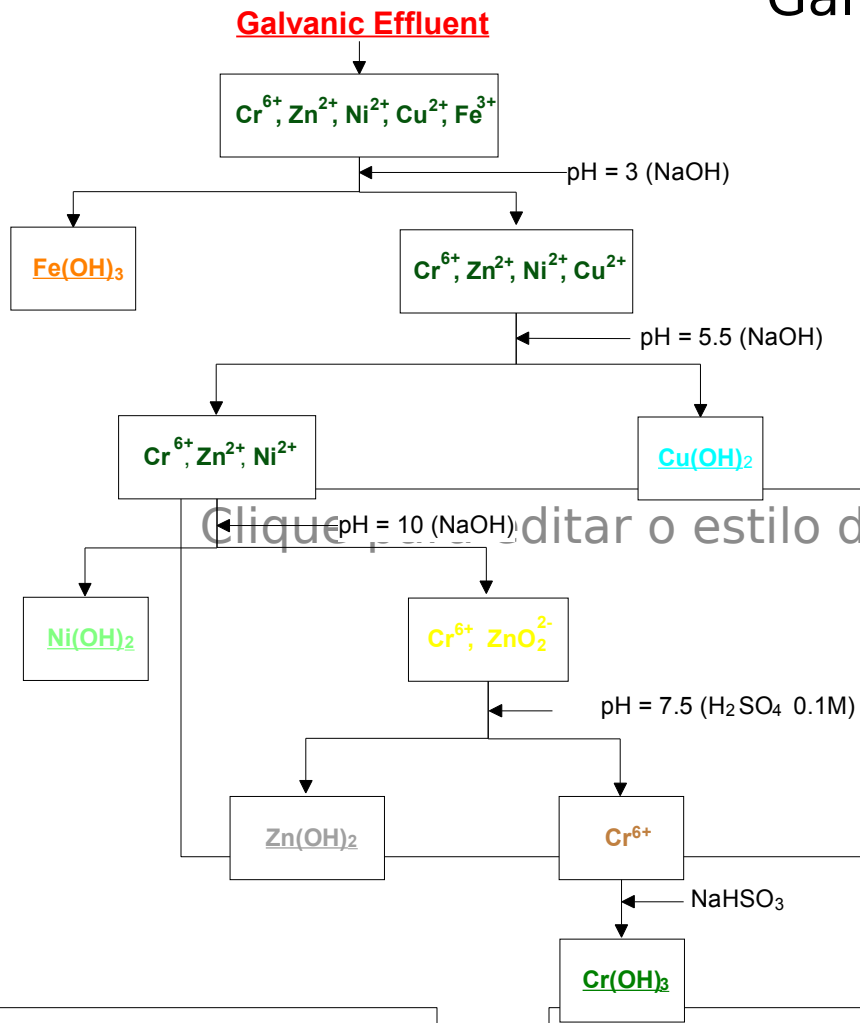 Gal
Galvanic Effluent
Cr⁶⁺, Zn²⁺, Ni²⁺, Cu²⁺, Fe³⁺
pH = 3 (NaOH)
Fe(OH)₃
Cr⁶⁺, Zn²⁺, Ni²⁺, Cu²⁺
pH = 5.5 (NaOH)
Cr⁶⁺, Zn²⁺, Ni²⁺
Cu(OH)₂
Clique para editar o estilo d
pH = 10 (NaOH)
Ni(OH)₂
Cr⁶⁺, ZnO₂²⁻
pH = 7.5 (H₂SO₄ 0.1M)
Zn(OH)₂
Cr⁶⁺
NaHSO₃
Cr(OH)₃